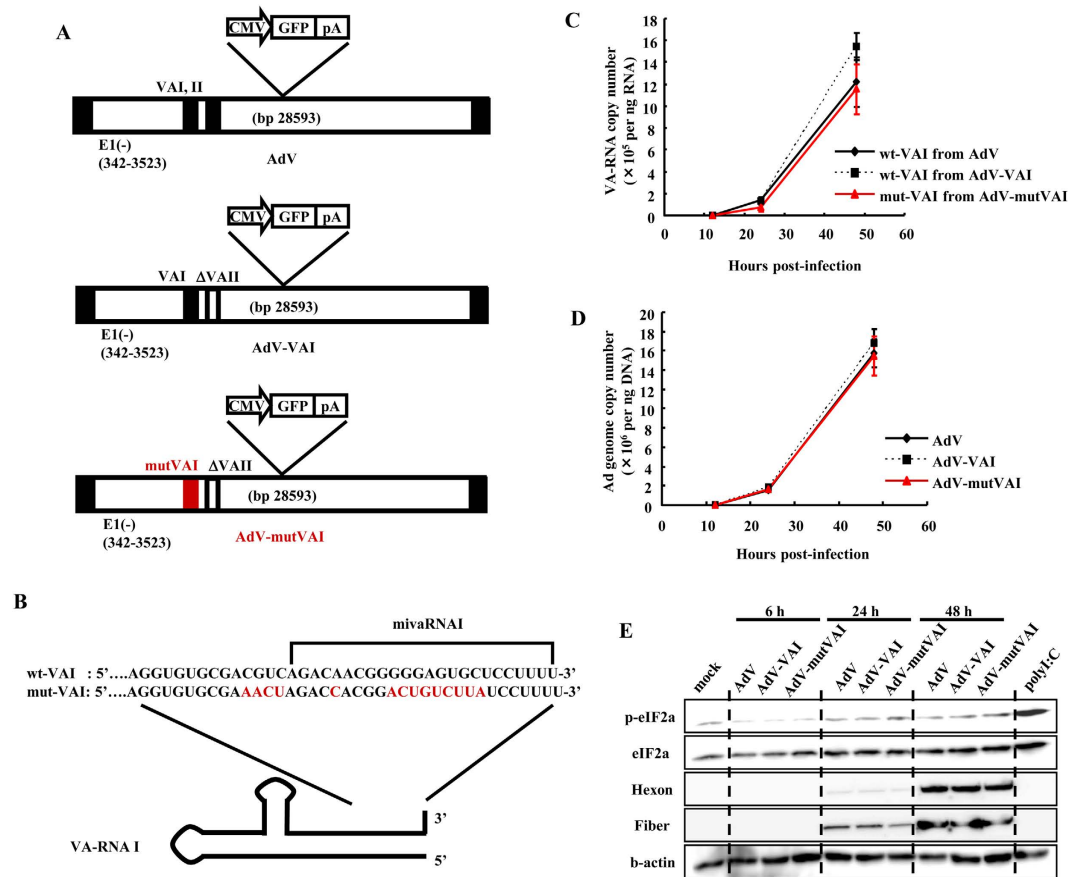 A
CMV GFP pA
VAI, II
(bp 28593)
E1(-)
(342-3523)
AdV
CMV GFP pA
VAI ΔVAII
(bp 28593)
E1(-)
(342-3523)
AdV-VAI
CMV GFP pA
mutVAI ΔVAII
(bp 28593)
E1(-)
(342-3523)
AdV-mutVAI
B
mivaRNAI
wt-VAI : 5’….AGGUGUGCGACGUCAGACAACGGGGGAGUGCUCCUUUU-3’
mut-VAI: 5’….AGGUGUGCGAAACUAGACCACGGACUGUCUUAUCCUUUU-3’
3’
VA-RNA I
5’
C
VA-RNA copy number
(×10⁵ per ng RNA)
18
16
14
12
10
8
6
4
2
0
wt-VAI from AdV
wt-VAI from AdV-VAI
mut-VAI from AdV-mutVAI
0 10 20 30 40 50 60
Hours post-infection
D
Ad genome copy number
(×10⁶ per ng DNA)
18
16
14
12
10
8
6
4
2
0
AdV
AdV-VAI
AdV-mutVAI
0 10 20 30 40 50 60
Hours post-infection
E
6 h 24 h 48 h
mock AdV AdV-VAI AdV-mutVAI AdV AdV-VAI AdV-mutVAI AdV AdV-VAI AdV-mutVAI polyI:C
p-eIF2a
eIF2a
Hexon
Fiber
b-actin